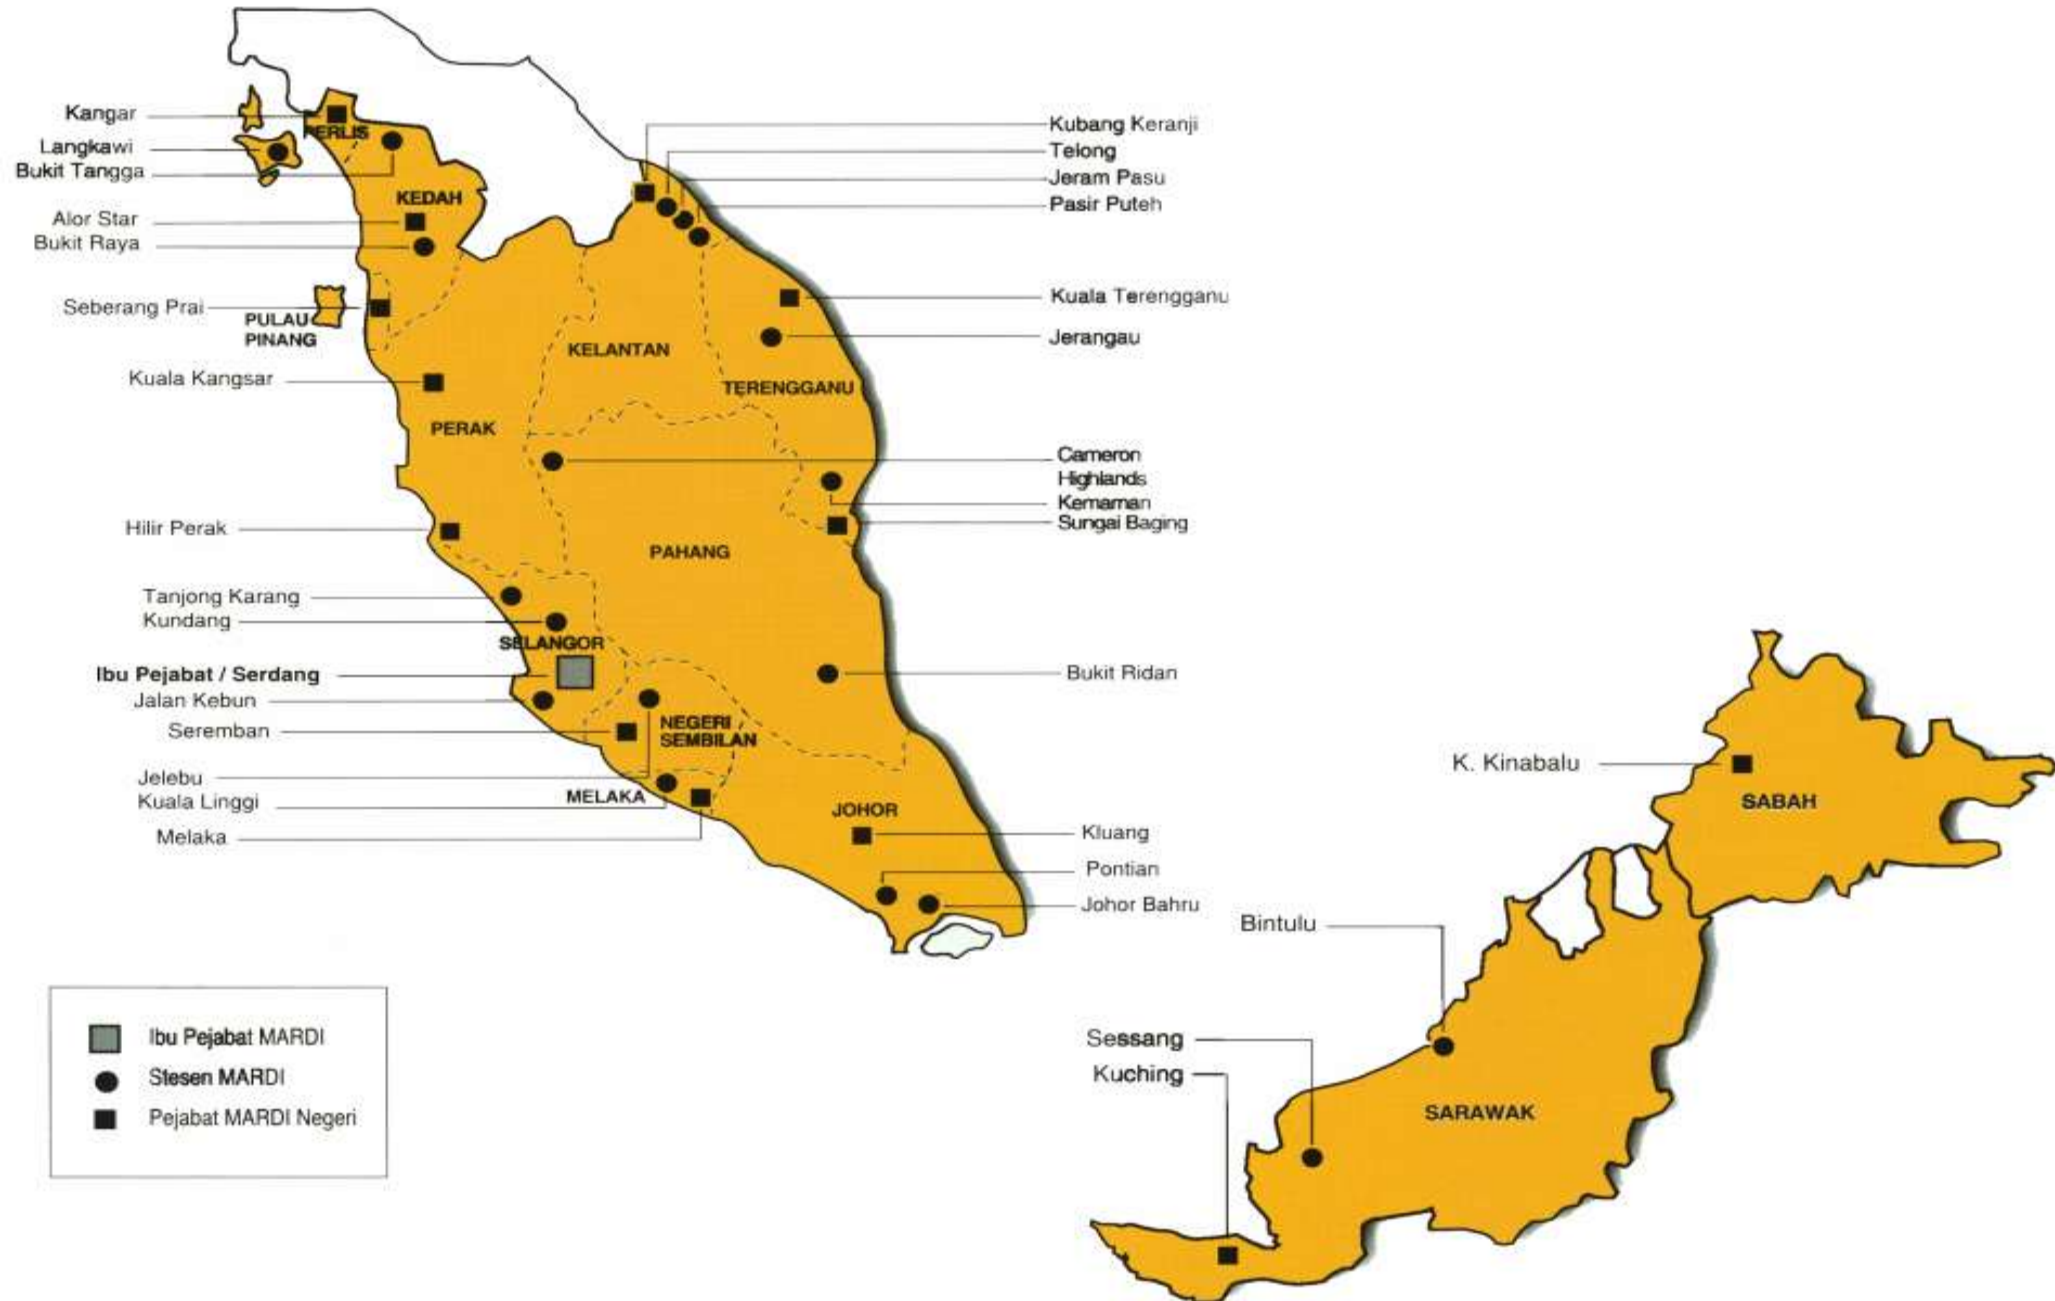 Kangar
Langkawi
Bukit Tangga
Alor Star
Bukit Raya
Seberang Prai
Kuala Kangsar
Hilir Perak
Tanjong Karang
Kundang
Ibu Pejabat / Serdang
Jalan Kebun
Seremban
Jelebu
Kuala Linggi
Melaka
PERLIS
KEDAH
PULAU
PINANG
KELANTAN
TERENGGANU
PERAK
PAHANG
SELANGOR
NEGERI
SEMBILAN
MELAKA
JOHOR
Kubang Keranji
Telong
Jeram Pasu
Pasir Puteh
Kuala Terengganu
Jerangau
Cameron
Highlands
Kemaman
Sungai Baging
Bukit Ridan
Kluang
Pontian
Johor Bahru
K. Kinabalu
SABAH
Bintulu
Sessang
Kuching
SARAWAK
Ibu Pejabat MARDI
Stesen MARDI
Pejabat MARDI Negeri